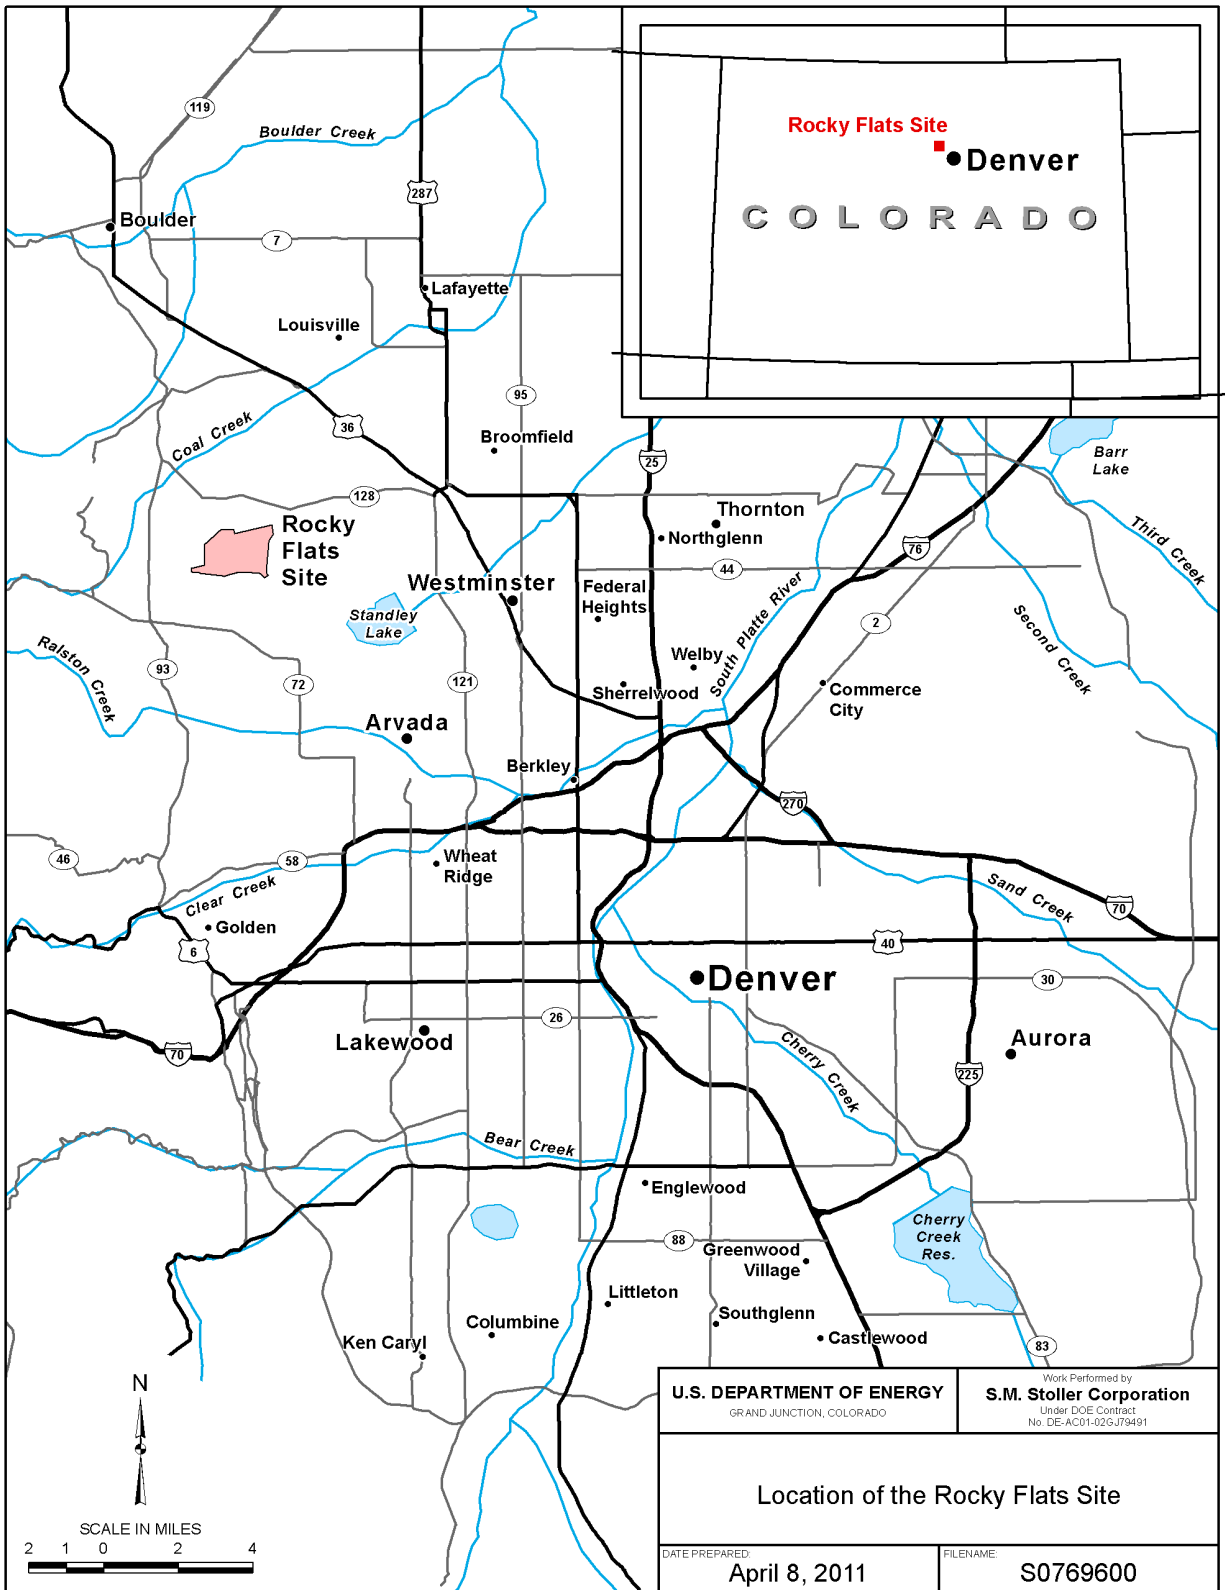 119
Boulder Creek
Rocky Flats Site
Denver
COLORADO
287
Boulder
7
Lafayette
Louisville
95
Coal Creek
36
Broomfield
25
Barr
Lake
128
Thornton
Northglenn
Rocky
Flats
Site
Third Creek
76
44
Westminster
Federal
Heights
Standley
Lake
South Platte River
2
Second Creek
Ralston
Creek
93
72
121
Welby
Sherrelwood
Commerce
City
Arvada
Berkley
270
46
58
Wheat
Ridge
Clear Creek
Sand Creek
70
Golden
6
40
Denver
30
26
Lakewood
70
Cherry Creek
Aurora
225
Bear Creek
Englewood
Cherry
Creek
Res.
88
Greenwood
Village
Littleton
Southglenn
Columbine
Ken Caryl
Castlewood
83
N
SCALE IN MILES
2 1 0 2 4
U.S. DEPARTMENT OF ENERGY
GRAND JUNCTION, COLORADO
Work Performed by
S.M. Stoller Corporation
Under DOE Contract
No. DE-AC01-02GJ79491
Location of the Rocky Flats Site
DATE PREPARED:
April 8, 2011
FILENAME:
S0769600